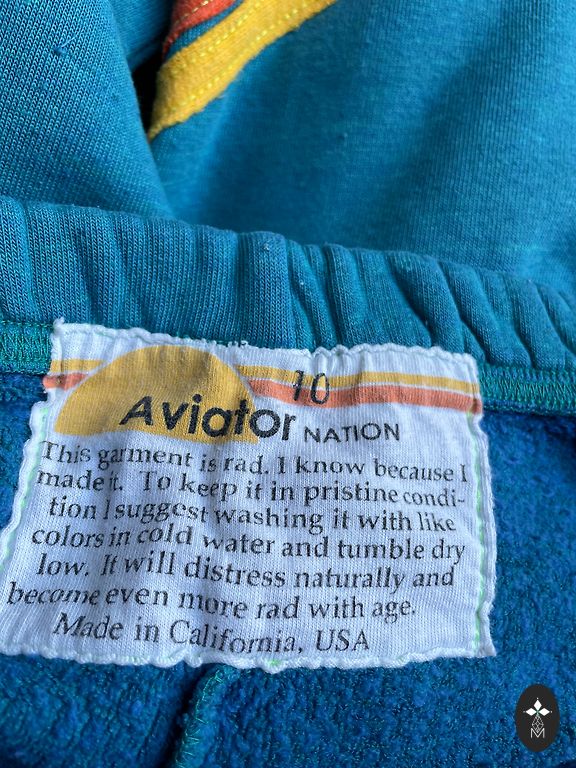 10
Aviator NATION
This garment is rad. I know because I
made it. To keep it in pristine condi-
tion I suggest washing it with like
colors in cold water and tumble dry
low. It will distress naturally and
become even more rad with age.
Made in California, USA
M